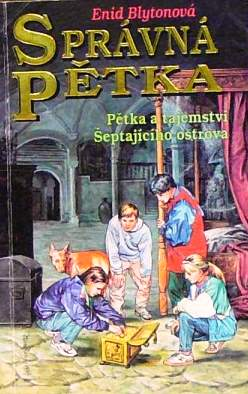 Enid Blytonová
SPRÁVNÁ
PĚTKA
Pětka a tajemství
Šeptajícího ostrova